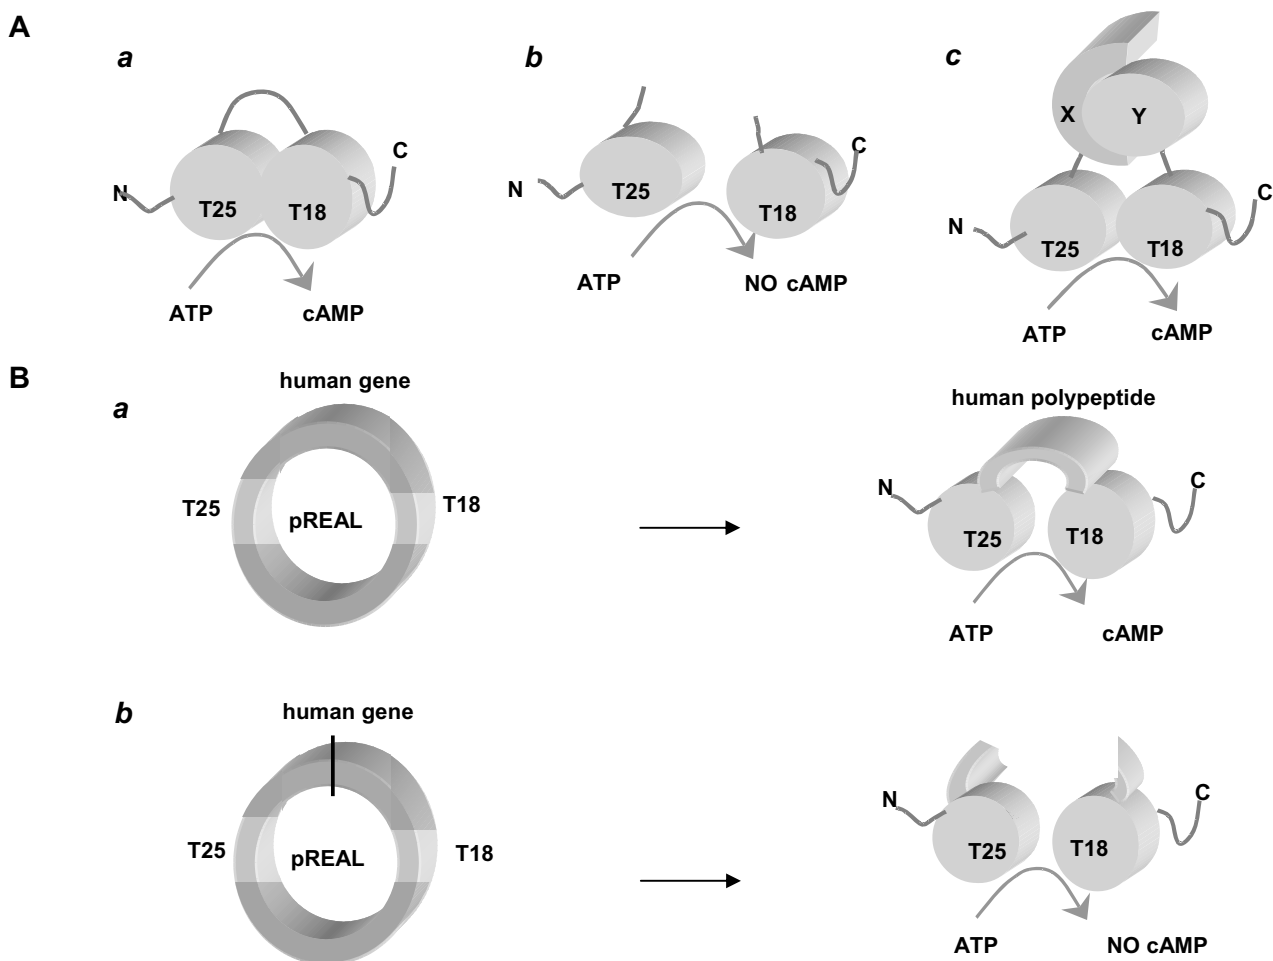 A
a
b
c
X
Y
C
C
N
T25
T18
N
T25
T18
C
N
T25
T18
ATP
cAMP
ATP
NO cAMP
ATP
cAMP
B
human gene
a
human polypeptide
T25
pREAL
T18
N
C
T25
T18
ATP
cAMP
b
human gene
T25
pREAL
T18
N
C
T25
T18
ATP
NO cAMP